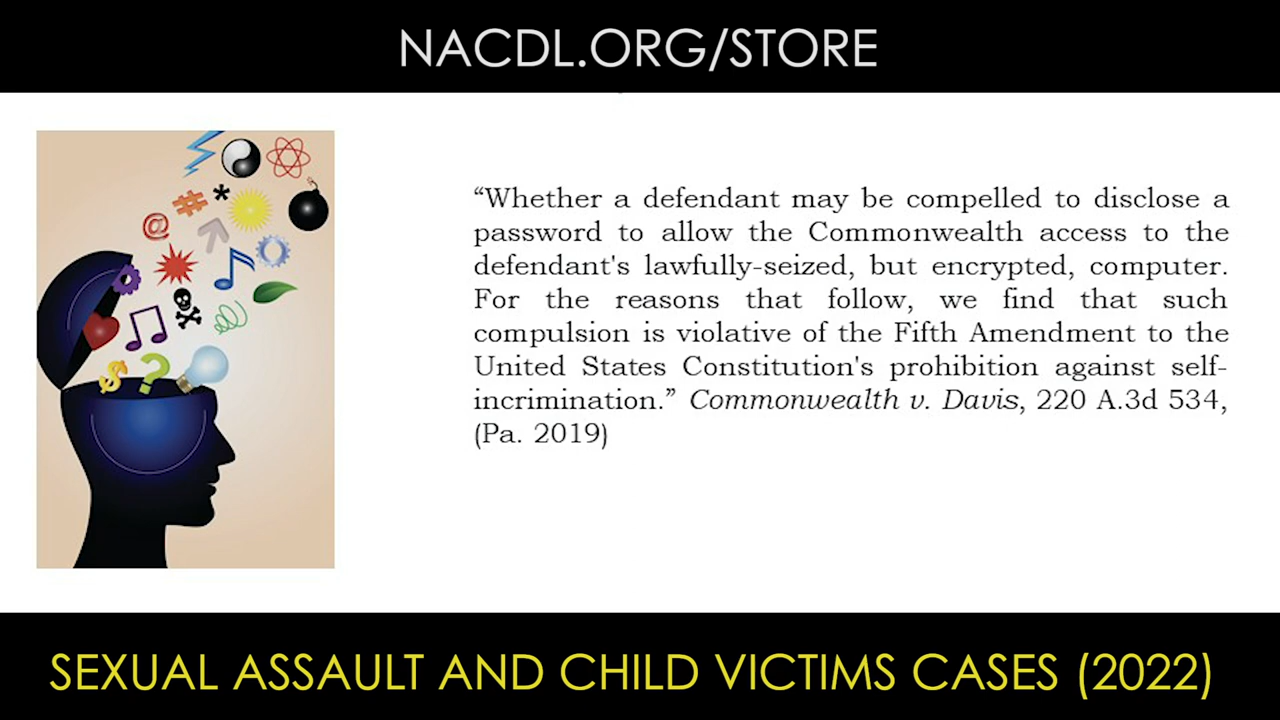 NACDL.ORG/STORE
“Whether a defendant may be compelled to disclose a
password to allow the Commonwealth access to the
defendant's lawfully-seized, but encrypted, computer.
For the reasons that follow, we find that such
compulsion is violative of the Fifth Amendment to the
United States Constitution's prohibition against self-
incrimination.” Commonwealth v. Davis, 220 A.3d 534,
(Pa. 2019)
SEXUAL ASSAULT AND CHILD VICTIMS CASES (2022)